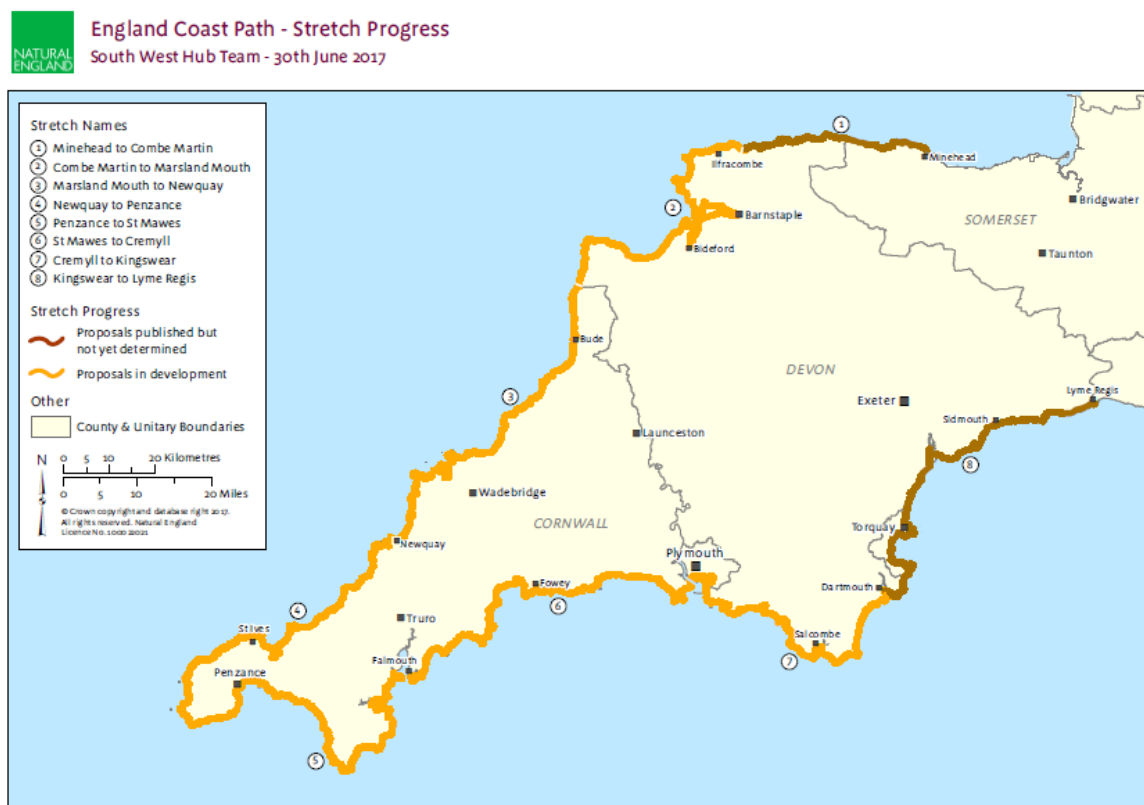 NATURAL
ENGLAND
England Coast Path - Stretch Progress
South West Hub Team - 30th June 2017
Stretch Names
1 Minehead to Combe Martin
2 Combe Martin to Marsland Mouth
3 Marsland Mouth to Newquay
4 Newquay to Penzance
5 Penzance to St Mawes
6 St Mawes to Cremyll
7 Cremyll to Kingswear
8 Kingswear to Lyme Regis
Stretch Progress
Proposals published but
not yet determined
Proposals in development
Other
County & Unitary Boundaries
N
0 5 10 20 Kilometres
0 5 10 20 Miles
© Crown copyright and database right 2017.
All rights reserved. Natural England
Licence No. 100022021
1
Ilfracombe
Minehead
2
Barnstaple
Bridgwater
SOMERSET
Bideford
Taunton
Bude
DEVON
3
Exeter
Lyme Regis
Sidmouth
Launceston
8
Wadebridge
CORNWALL
Torquay
Newquay
Plymouth
Fowey
Dartmouth
4
6
Truro
St Ives
Salcombe
Falmouth
7
Penzance
5